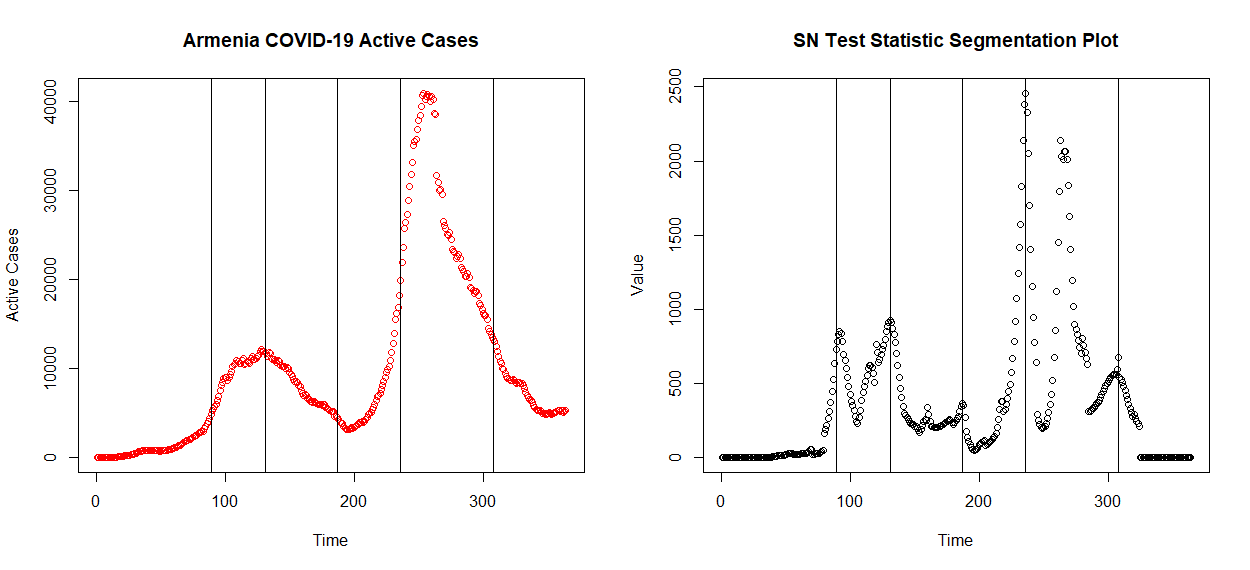 Armenia COVID-19 Active Cases
Active Cases
40000
30000
20000
10000
0
0 100 200 300
Time
SN Test Statistic Segmentation Plot
Value
2500
2000
1500
1000
500
0
0 100 200 300
Time